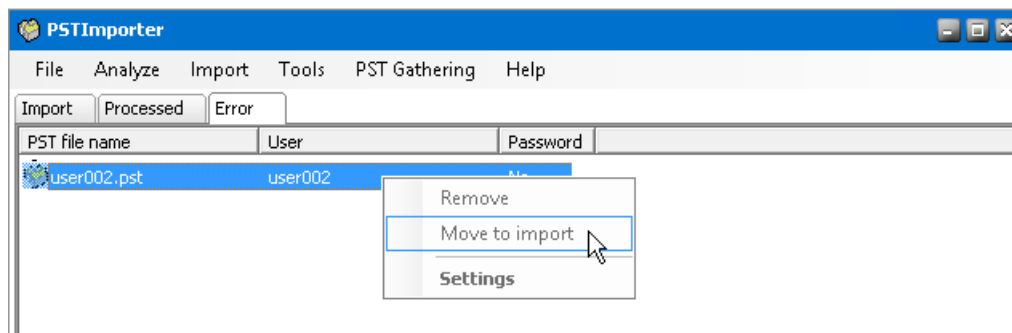 PSTImporter
File Analyze Import Tools PST Gathering Help
Import Processed Error
PST file name User Password
user002.pst user002
Remove
Move to import
Settings